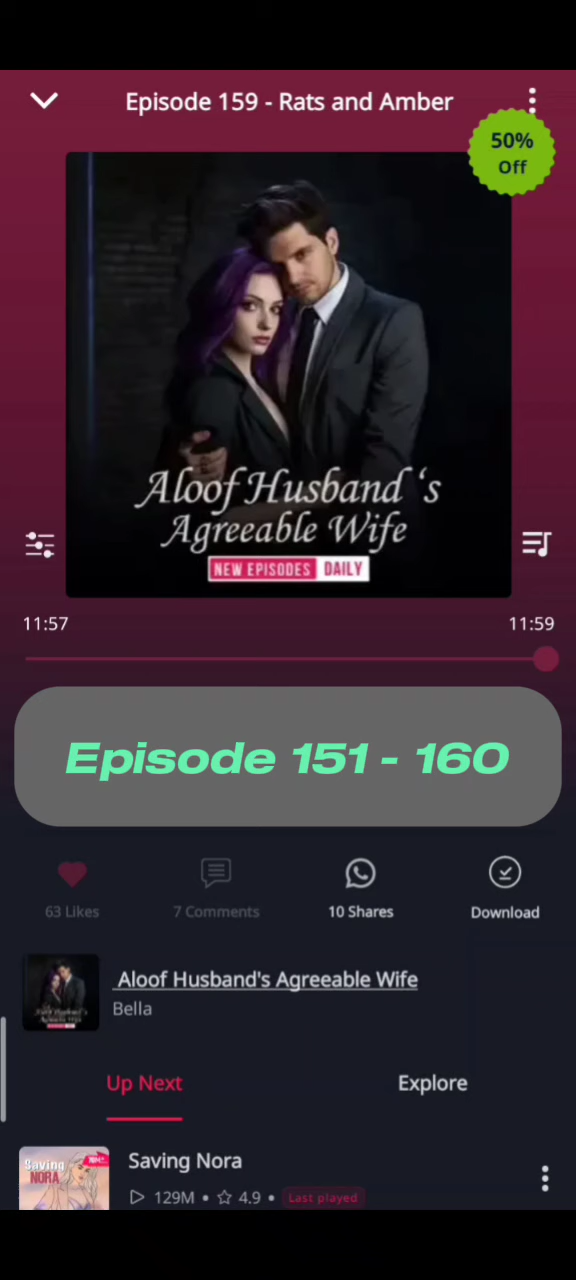 Episode 159 - Rats and Amber
50%
Off
Aloof Husband 's
Agreeable Wife
NEW EPISODES DAILY
11:57
11:59
Episode 151 - 160
63 Likes
7 Comments
10 Shares
Download
Aloof Husband's Agreeable Wife
Bella
Up Next
Explore
Saving
NORA
Saving Nora
129M • 4.9 • Last played